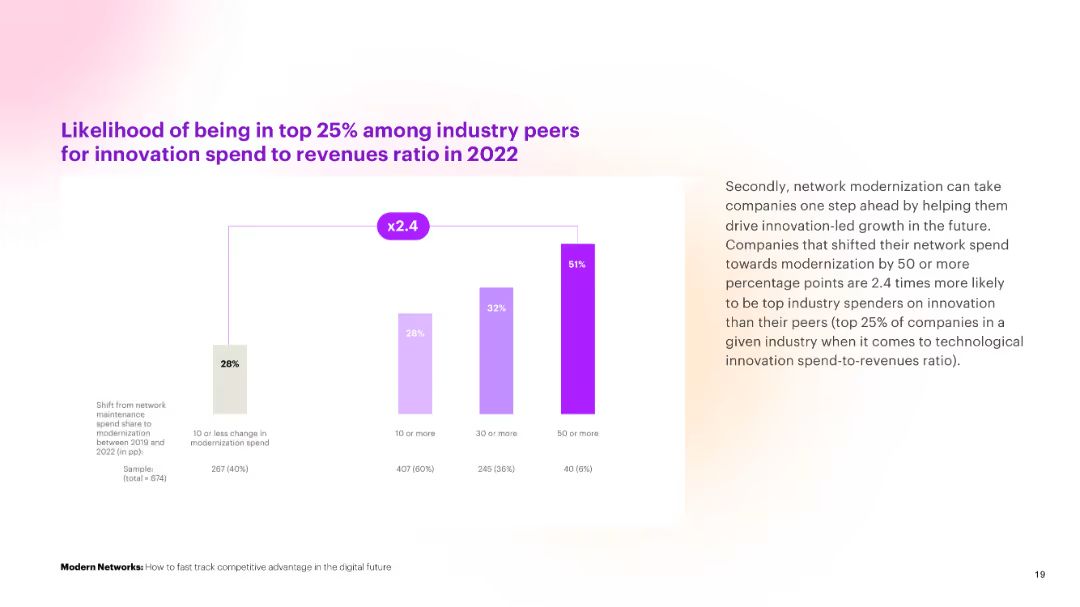 Likelihood of being in top 25% among industry peers
for innovation spend to revenues ratio in 2022
x2.4
51%
32%
28%
28%
Shift from network
maintenance
spend share to
modernization
between 2019 and
2022 (in pp):
10 or less change in
modernization spend
10 or more
30 or more
50 or more
Sample:
(total = 674)
267 (40%)
407 (60%)
245 (36%)
40 (6%)
Secondly, network modernization can take
companies one step ahead by helping them
drive innovation-led growth in the future.
Companies that shifted their network spend
towards modernization by 50 or more
percentage points are 2.4 times more likely
to be top industry spenders on innovation
than their peers (top 25% of companies in a
given industry when it comes to technological
innovation spend-to-revenues ratio).
Modern Networks: How to fast track competitive advantage in the digital future
19